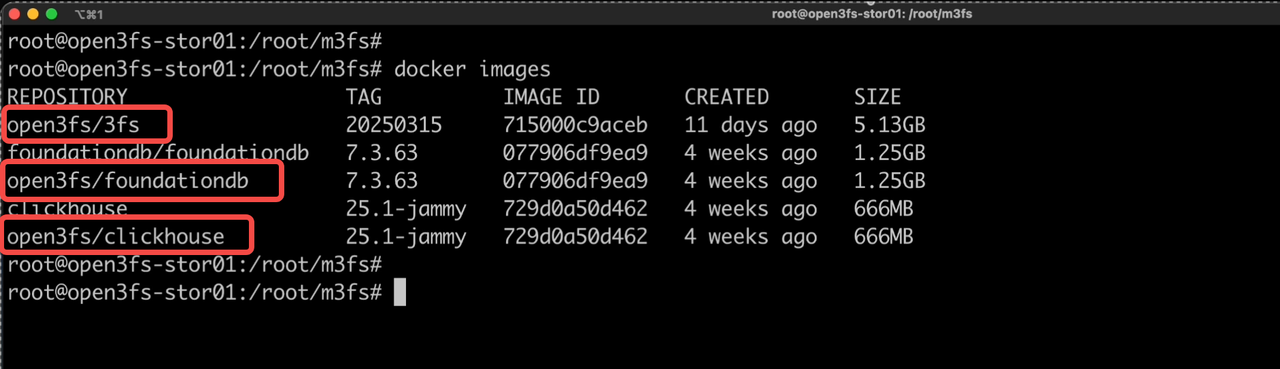 ⌥⌘1 root@open3fs-stor01: /root/m3fs
root@open3fs-stor01:/root/m3fs#
root@open3fs-stor01:/root/m3fs# docker images
REPOSITORY TAG IMAGE ID CREATED SIZE
open3fs/3fs 20250315 715000c9aceb 11 days ago 5.13GB
foundationdb/foundationdb 7.3.63 077906df9ea9 4 weeks ago 1.25GB
open3fs/foundationdb 7.3.63 077906df9ea9 4 weeks ago 1.25GB
clickhouse 25.1-jammy 729d0a50d462 4 weeks ago 666MB
open3fs/clickhouse 25.1-jammy 729d0a50d462 4 weeks ago 666MB
root@open3fs-stor01:/root/m3fs#
root@open3fs-stor01:/root/m3fs#